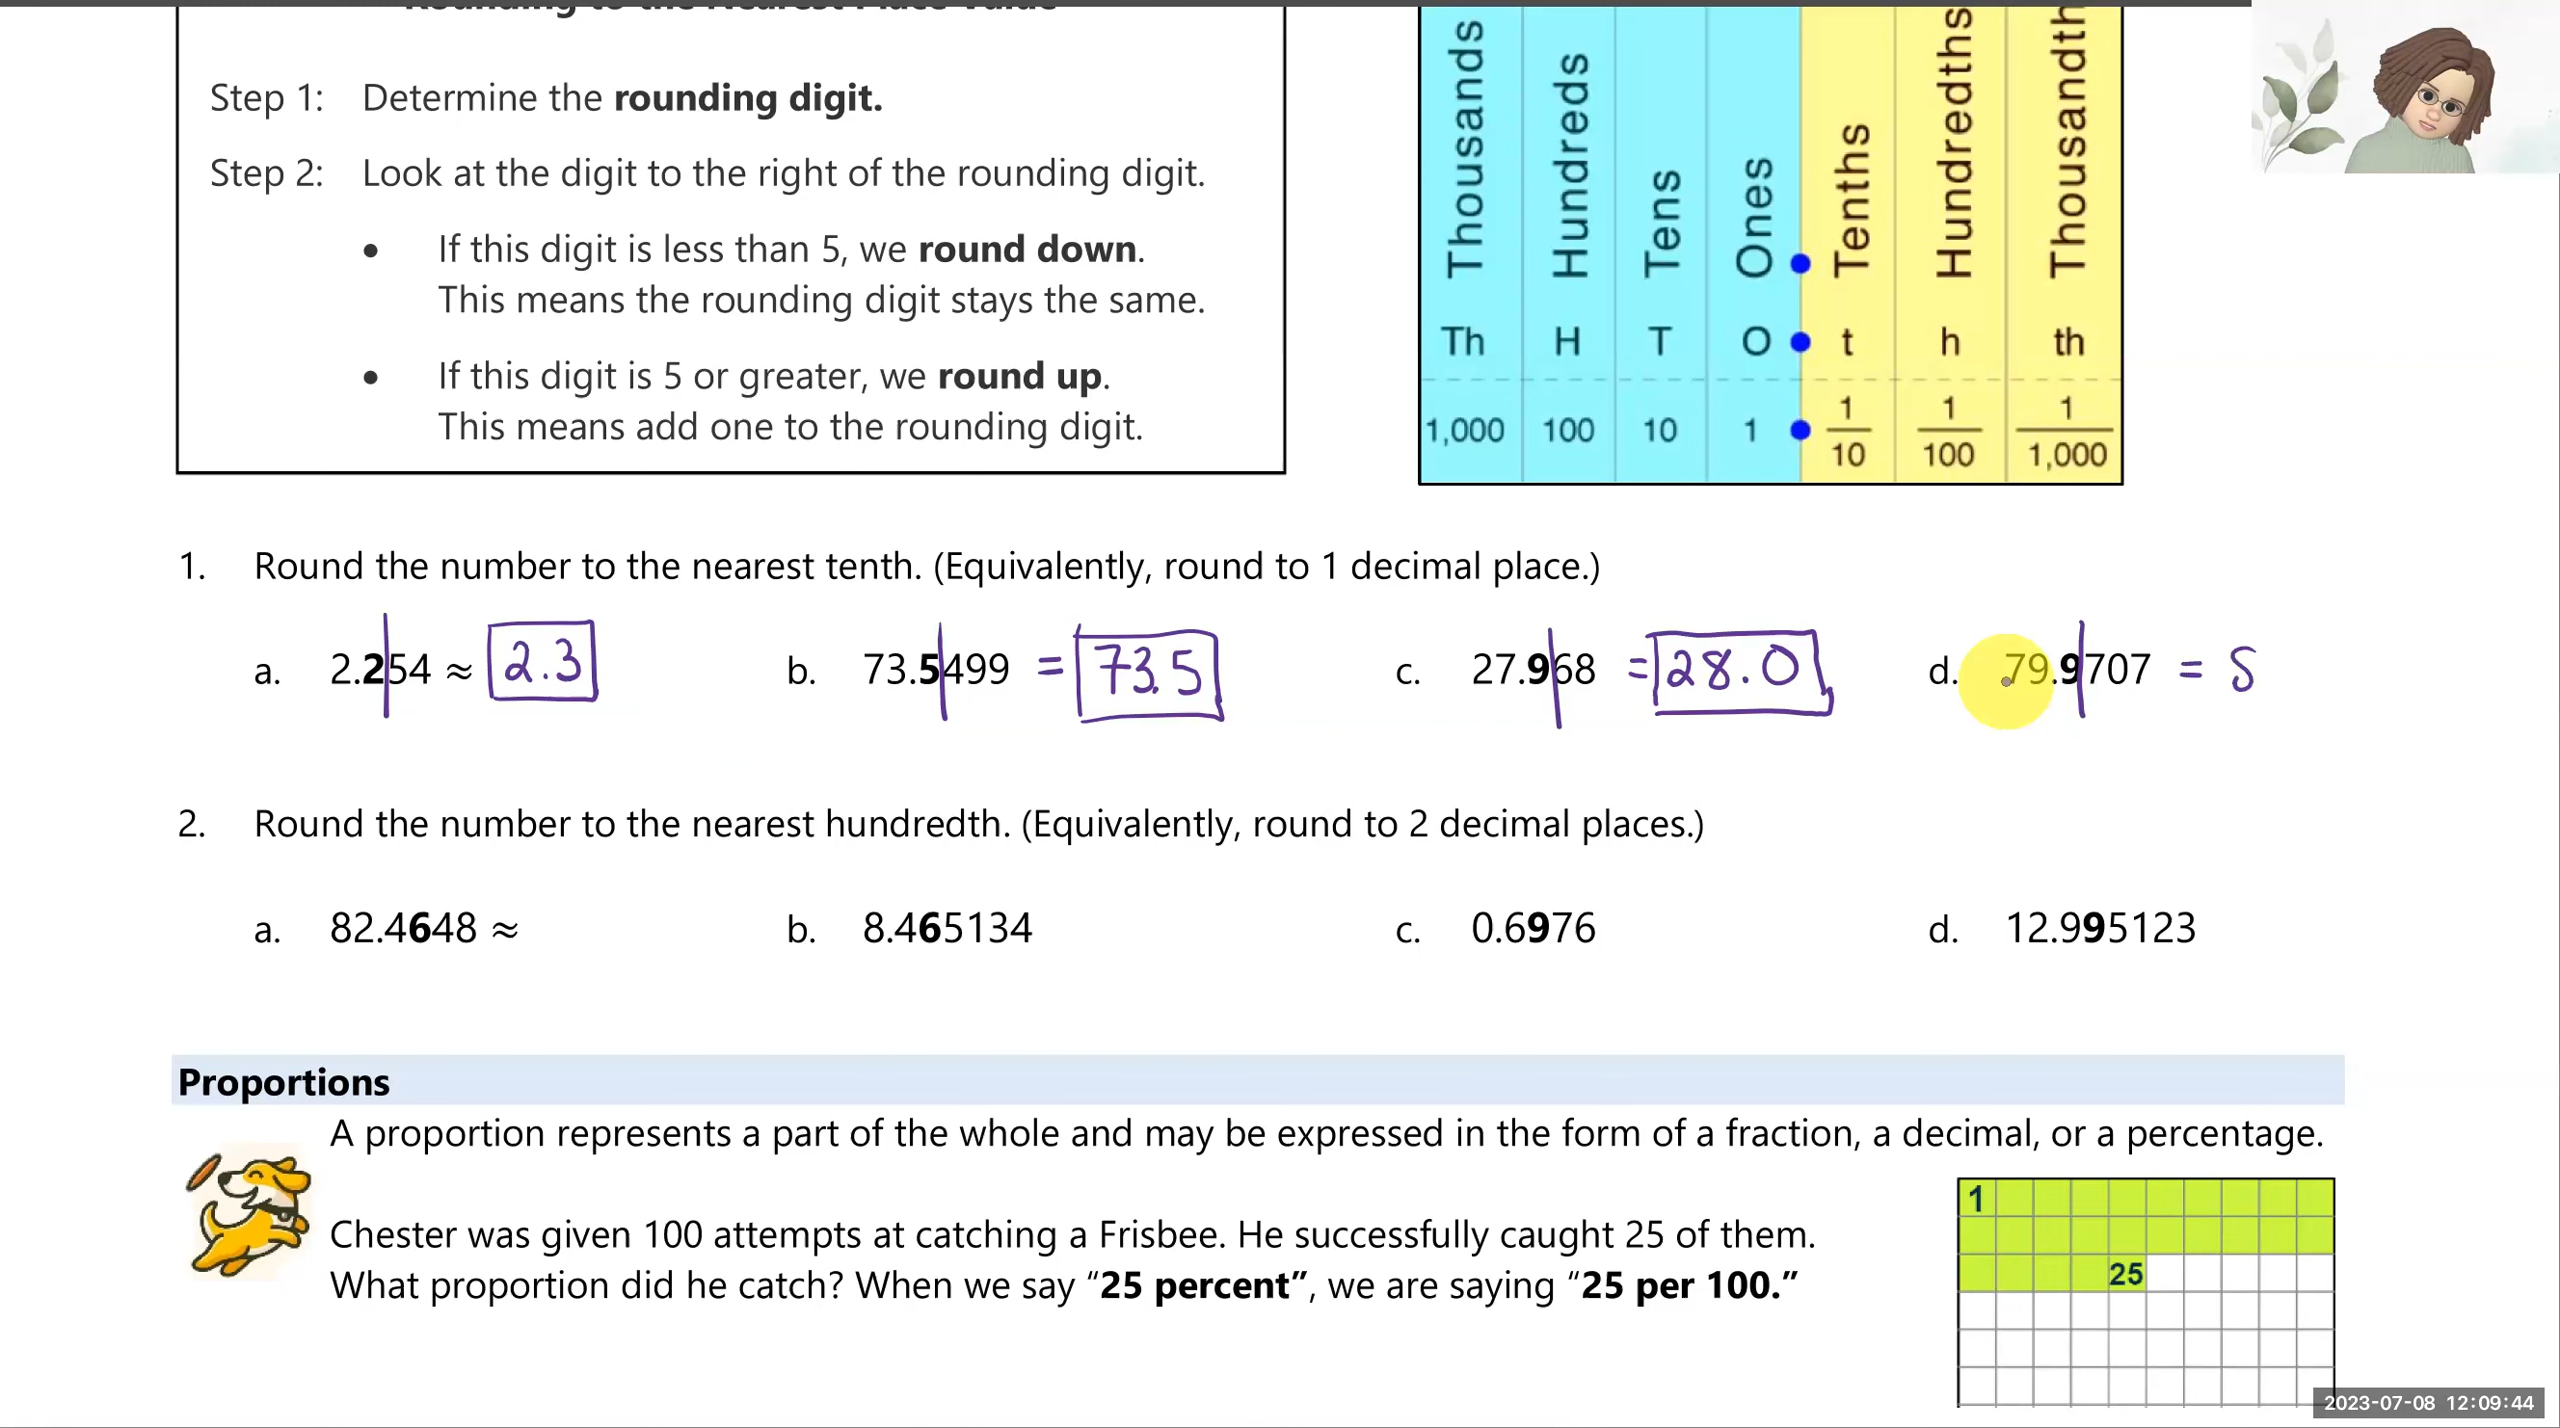 Rounding to the Nearest Place Value
Step 1: Determine the rounding digit.
Step 2: Look at the digit to the right of the rounding digit.
• If this digit is less than 5, we round down.
This means the rounding digit stays the same.
• If this digit is 5 or greater, we round up.
This means add one to the rounding digit.
Thousands Hundreds Tens Ones • Tenths Hundredths Thousandth
Th H T O • t h th
1,000 100 10 1 • 1/10 1/100 1/1,000
1. Round the number to the nearest tenth. (Equivalently, round to 1 decimal place.)
a. 2.254 ≈ 2.3 b. 73.5499 = 73.5 c. 27.968 = 28.0 d. 79.9707 =
2. Round the number to the nearest hundredth. (Equivalently, round to 2 decimal places.)
a. 82.4648 ≈ b. 8.465134 c. 0.6976 d. 12.995123
Proportions
A proportion represents a part of the whole and may be expressed in the form of a fraction, a decimal, or a percentage.
Chester was given 100 attempts at catching a Frisbee. He successfully caught 25 of them.
What proportion did he catch? When we say “25 percent”, we are saying “25 per 100.”
1
25
2023-07-08 12:09:44